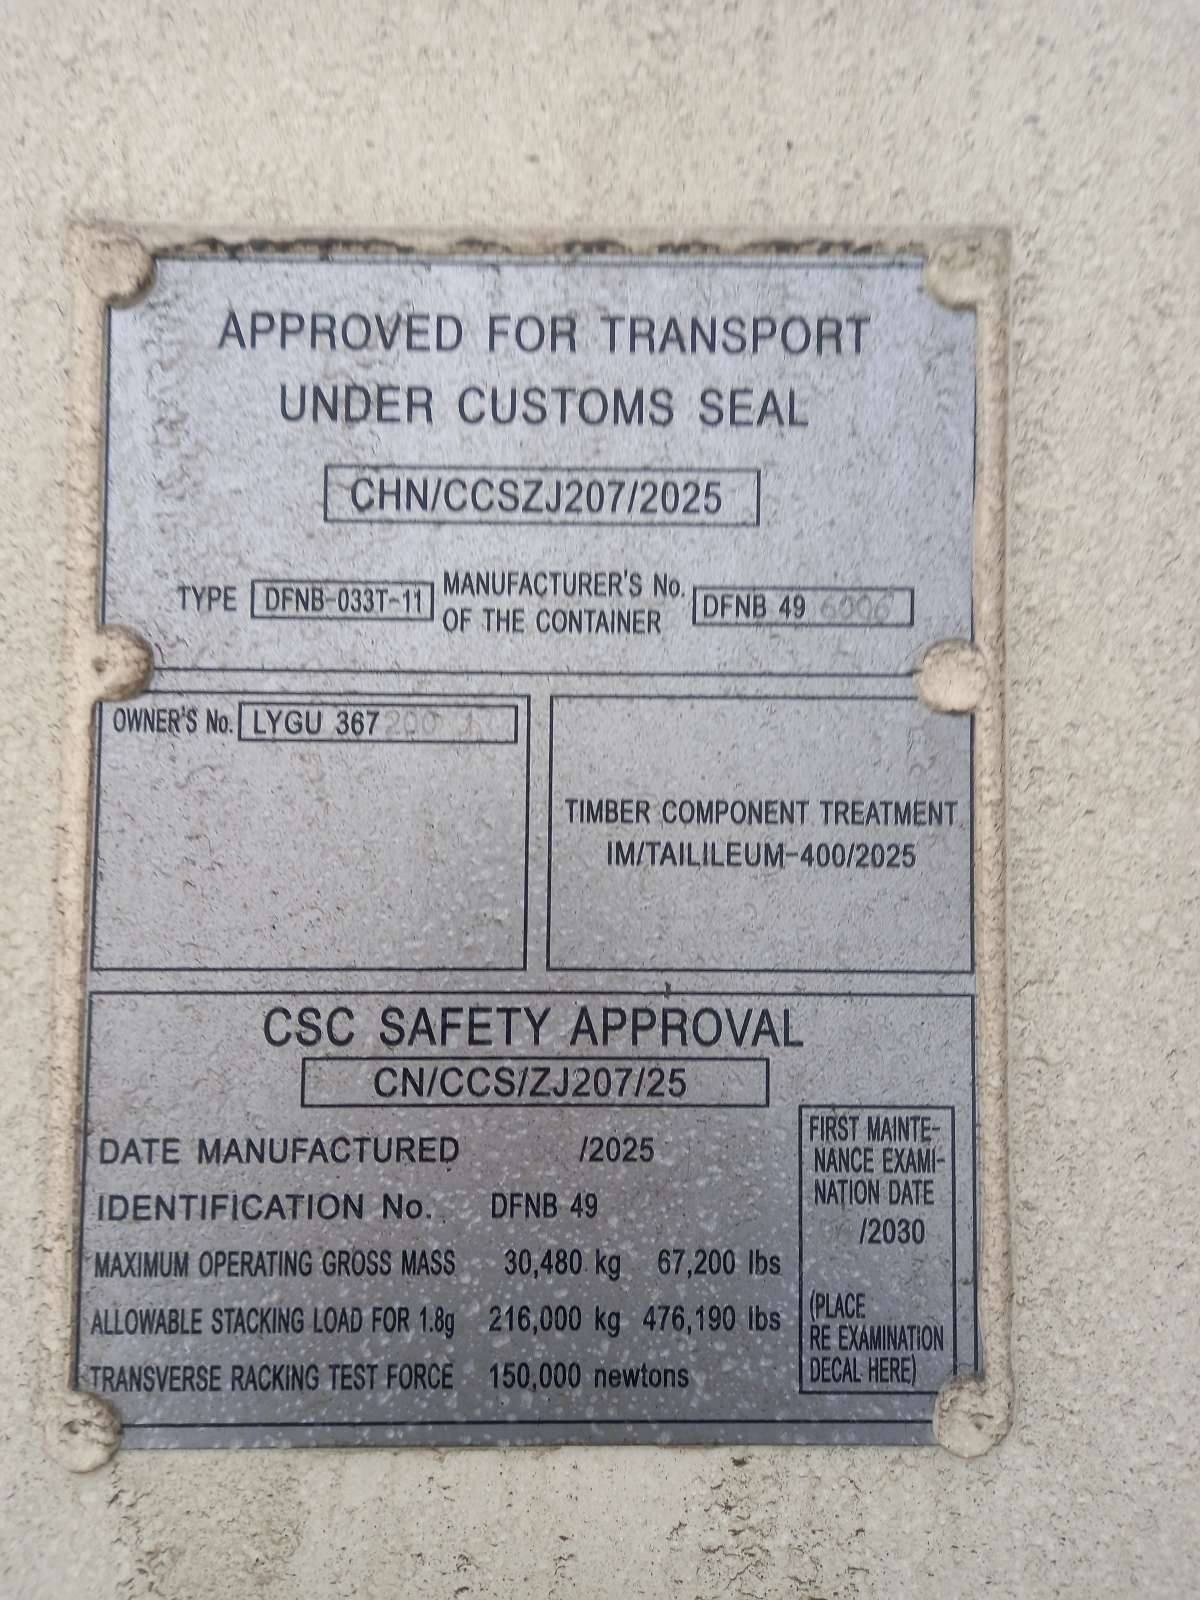 APPROVED FOR TRANSPORT
UNDER CUSTOMS SEAL
CHN/CCSZJ207/2025
TYPE DFNB-033T-11 MANUFACTURER'S No. OF THE CONTAINER DFNB 49 6006
OWNER'S No. LYGU 367
TIMBER COMPONENT TREATMENT
IM/TAILILEUM-400/2025
CSC SAFETY APPROVAL
CN/CCS/ZJ207/25
DATE MANUFACTURED /2025
IDENTIFICATION No. DFNB 49
MAXIMUM OPERATING GROSS MASS 30,480 kg 67,200 lbs
ALLOWABLE STACKING LOAD FOR 1.8g 216,000 kg 476,190 lbs
TRANSVERSE RACKING TEST FORCE 150,000 newtons
FIRST MAINTE-
NANCE EXAMI-
NATION DATE
/2030
(PLACE
RE EXAMINATION
DECAL HERE)